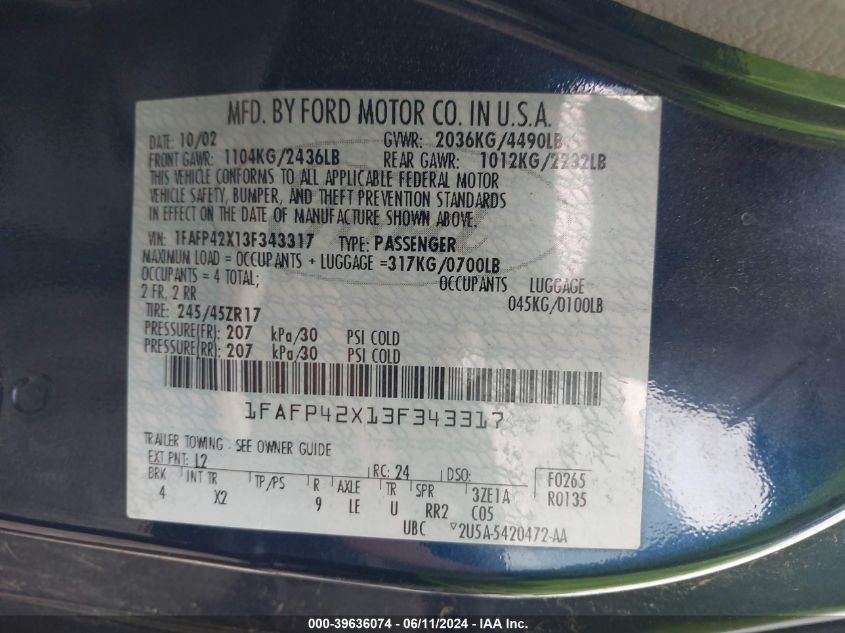 MFD. BY FORD MOTOR CO. IN U.S.A.
DATE: 10/02 GVWR: 2036KG/4490LB
FRONT GAWR: 1104KG/2436LB REAR GAWR: 1012KG/2232LB
THIS VEHICLE CONFORMS TO ALL APPLICABLE FEDERAL MOTOR
VEHICLE SAFETY, BUMPER, AND THEFT PREVENTION STANDARDS
IN EFFECT ON THE DATE OF MANUFACTURE SHOWN ABOVE.
VIN: 1FAFP42X13F343317 TYPE: PASSENGER
MAXIMUM LOAD = OCCUPANTS + LUGGAGE =317KG/0700LB
OCCUPANTS = 4 TOTAL; OCCUPANTS LUGGAGE
2 FR, 2 RR 045KG/0100LB
TIRE: 245/45ZR17
PRESSURE(FR): 207 kPa/30 PSI COLD
PRESSURE(RR): 207 kPa/30 PSI COLD
1FAFP42X13F343317
TRAILER TOWING - SEE OWNER GUIDE
EXT PNT: L2 RC: 24 DSO: F0265
BRK INT TR TP/PS R AXLE TR SPR 3ZE1A R0135
4 X2 9 LE U RR2 C05
UBC ▽2U5A-5420472-AA
000-39636074 - 06/11/2024 - IAA Inc.